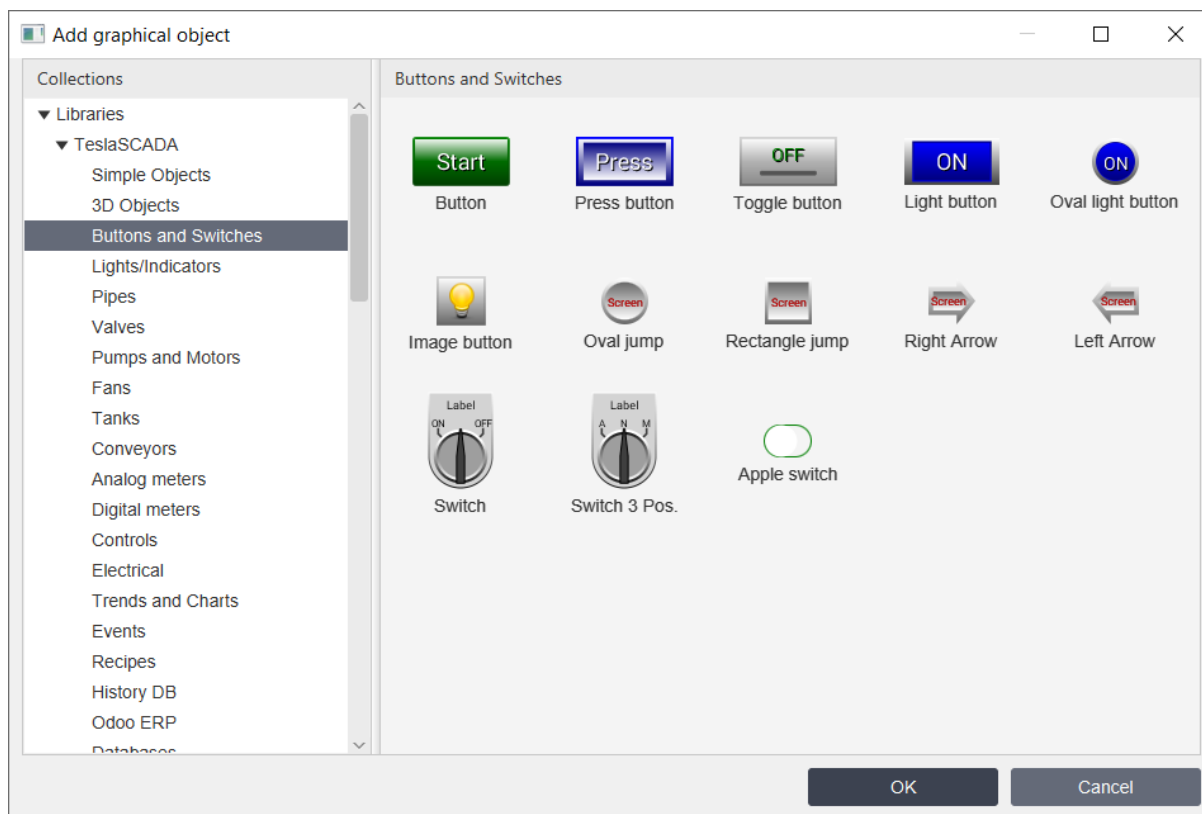 Add graphical object
Collections
Libraries
TeslaSCADA
Simple Objects
3D Objects
Buttons and Switches
Lights/Indicators
Pipes
Valves
Pumps and Motors
Fans
Tanks
Conveyors
Analog meters
Digital meters
Controls
Electrical
Trends and Charts
Events
Recipes
History DB
Odoo ERP
Databases
Buttons and Switches
Start
Press
OFF
ON
ON
Button
Press button
Toggle button
Light button
Oval light button
Screen
Screen
Screen
Screen
Image button
Oval jump
Rectangle jump
Right Arrow
Left Arrow
Label
ON OFF
Label
A N M
Switch
Switch 3 Pos.
Apple switch
OK
Cancel